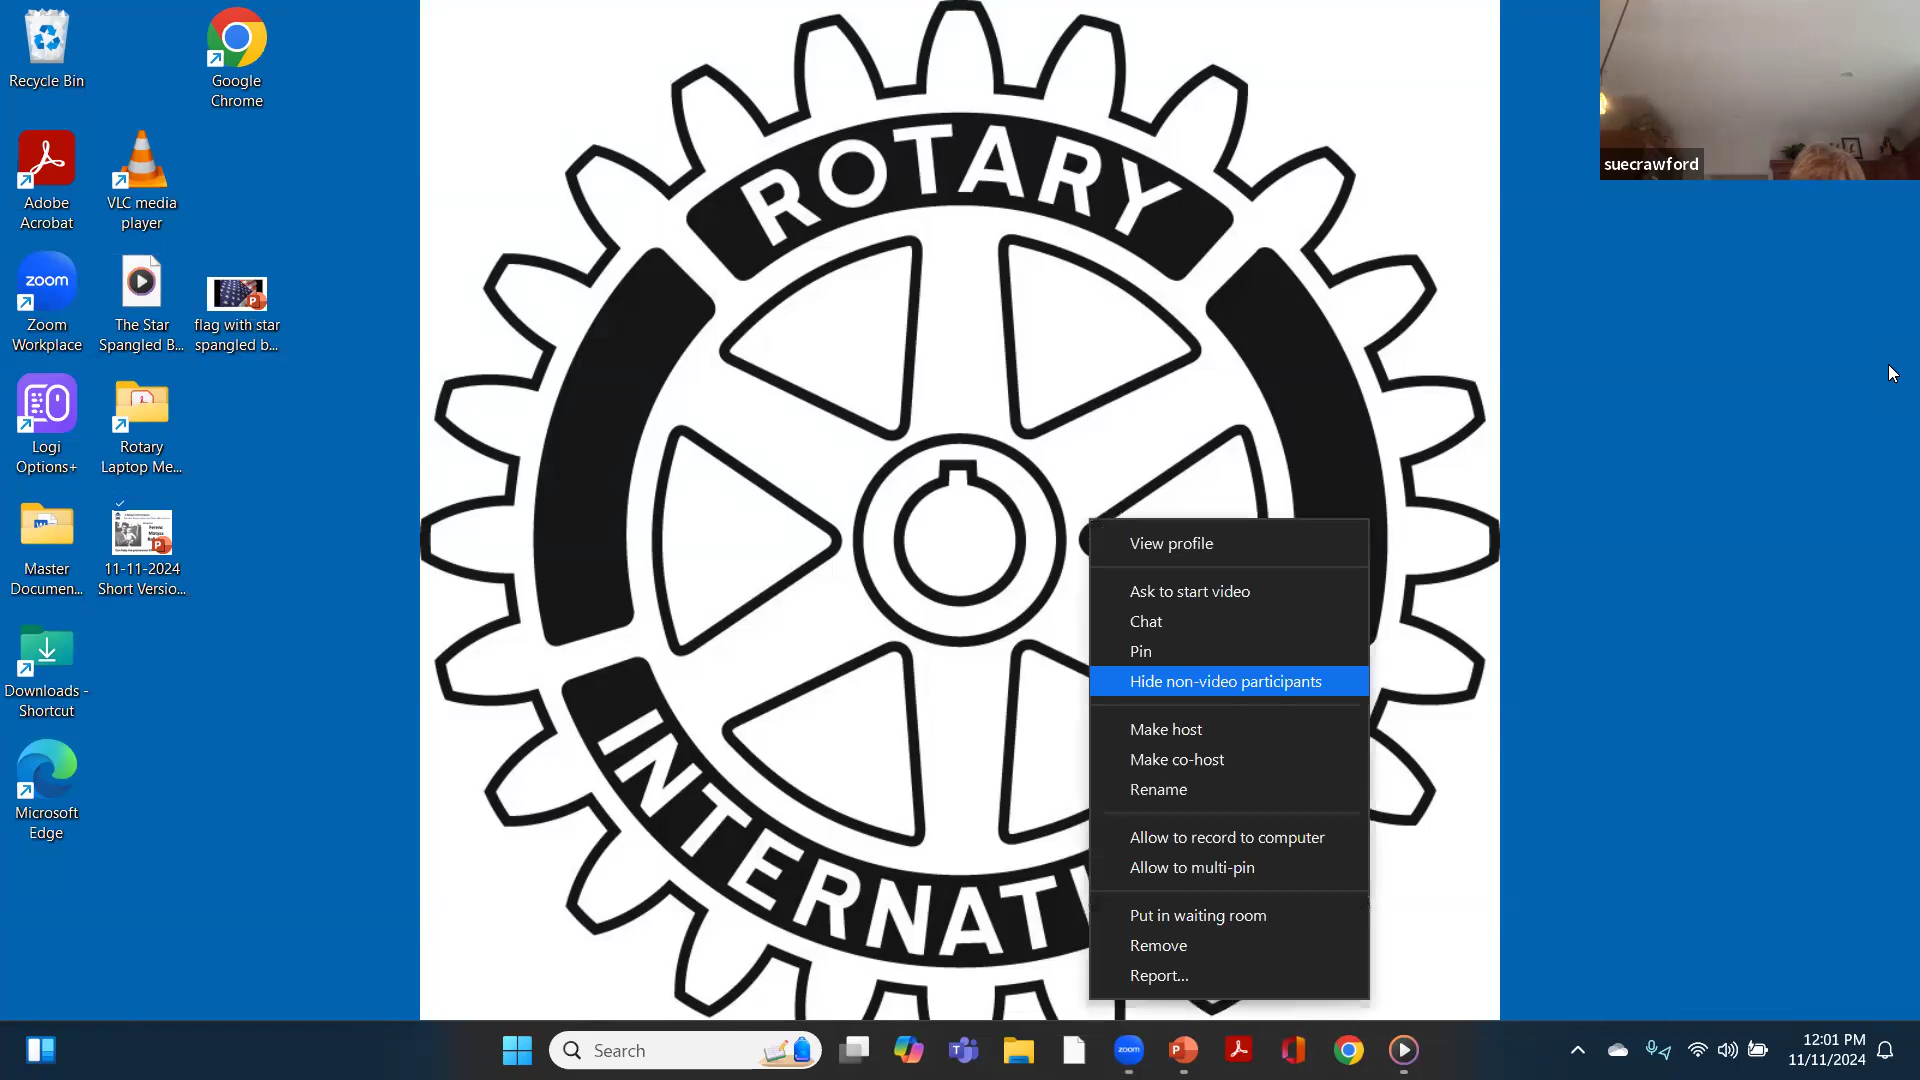 Recycle Bin
Google
Chrome
Adobe
Acrobat
VLC media
player
zoom
Zoom
Workplace
The Star
Spangled B...
flag with star
spangled b...
Logi
Options+
Rotary
Laptop Me...
Master
Documen...
11-11-2024
Short Versio...
Downloads -
Shortcut
Microsoft
Edge
ROTARY
INTERNATI
suecrawford
View profile
Ask to start video
Chat
Pin
Hide non-video participants
Make host
Make co-host
Rename
Allow to record to computer
Allow to multi-pin
Put in waiting room
Remove
Report...
Search
zoom
12:01 PM
11/11/2024